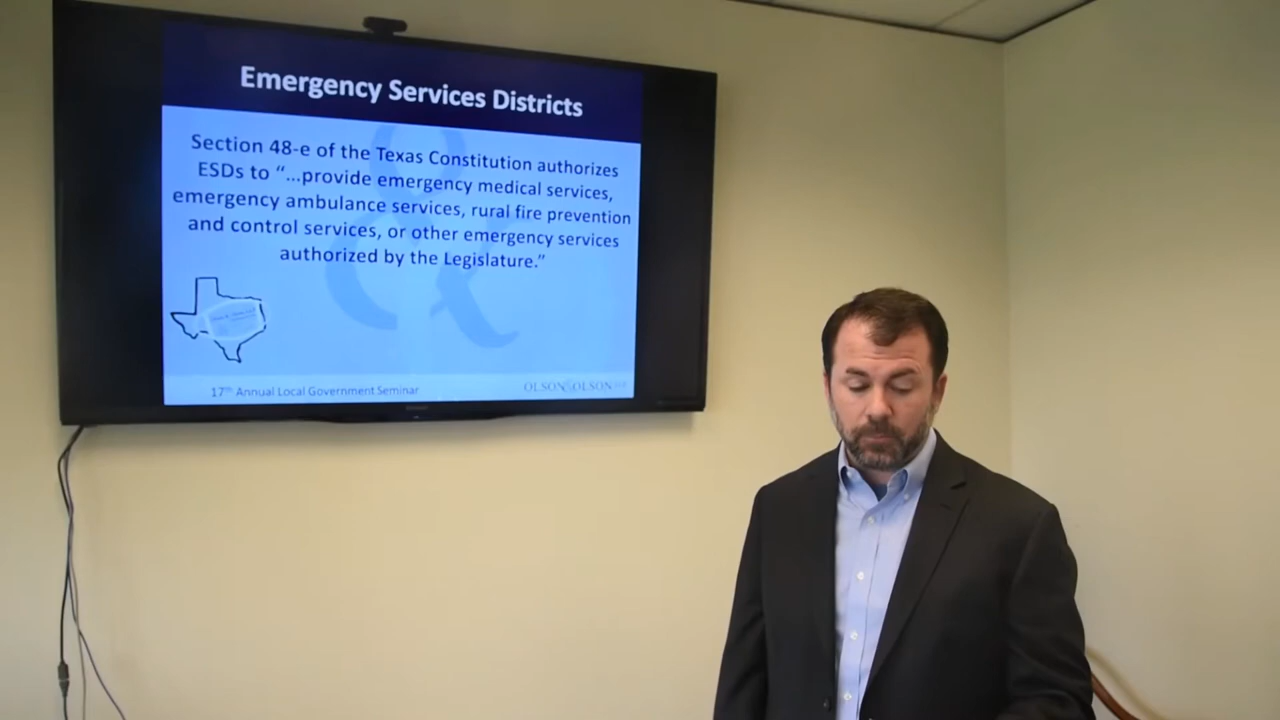 Emergency Services Districts
Section 48-e of the Texas Constitution authorizes
ESDs to “...provide emergency medical services,
emergency ambulance services, rural fire prevention
and control services, or other emergency services
authorized by the Legislature.”
17th Annual Local Government Seminar
OLSON & OLSON